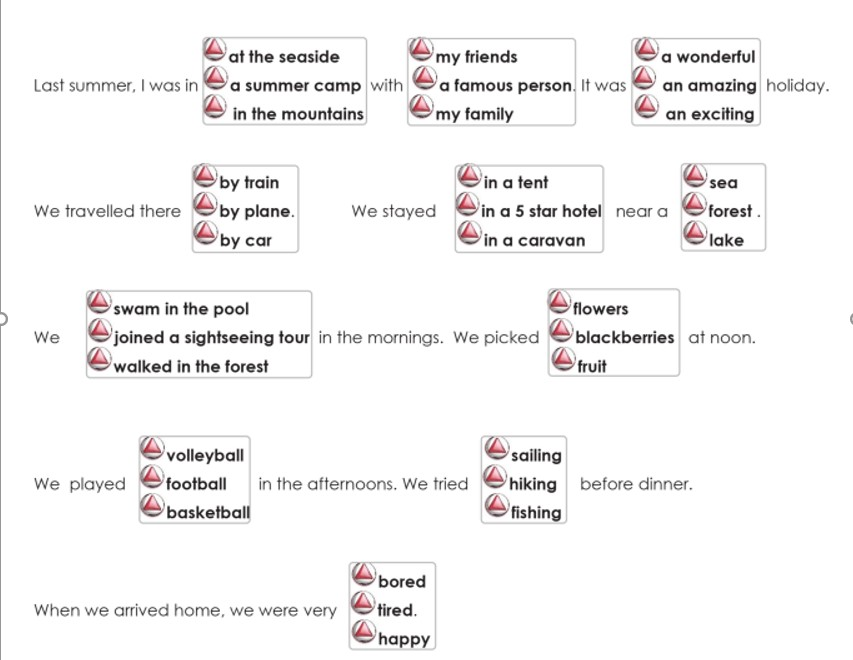 at the seaside my friends a wonderful
Last summer, I was in a summer camp with a famous person. It was an amazing holiday.
in the mountains my family an exciting
by train in a tent sea
We travelled there by plane. We stayed in a 5 star hotel near a forest .
by car in a caravan lake
swam in the pool flowers
We joined a sightseeing tour in the mornings. We picked blackberries at noon.
walked in the forest fruit
volleyball sailing
We played football in the afternoons. We tried hiking before dinner.
basketball fishing
bored
When we arrived home, we were very tired.
happy